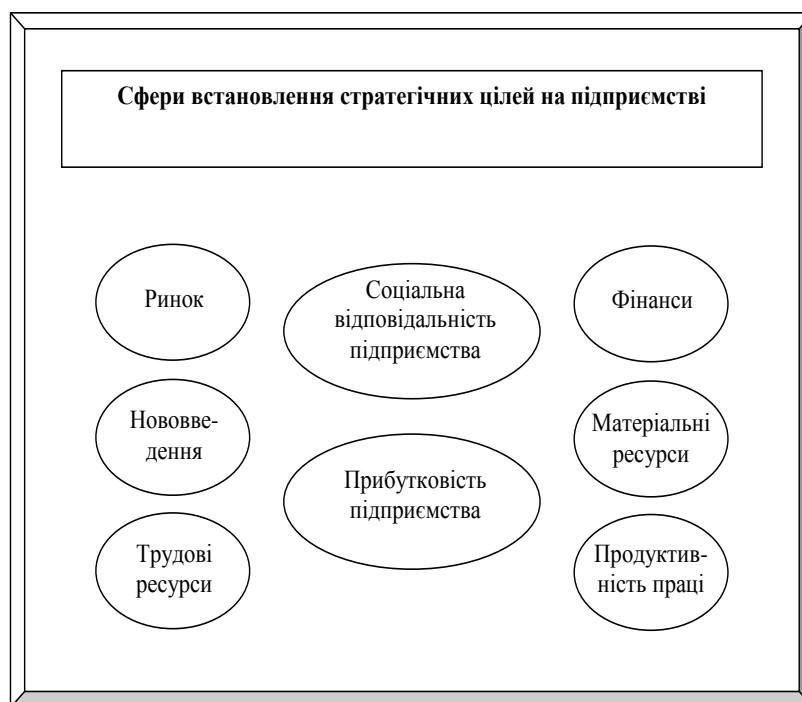 Сфери встановлення стратегічних цілей на підприємстві
Ринок
Соціальна
відповідальність
підприємства
Фінанси
Нововве-
дення
Матеріальні
ресурси
Прибутковість
підприємства
Трудові
ресурси
Продуктив-
ність праці